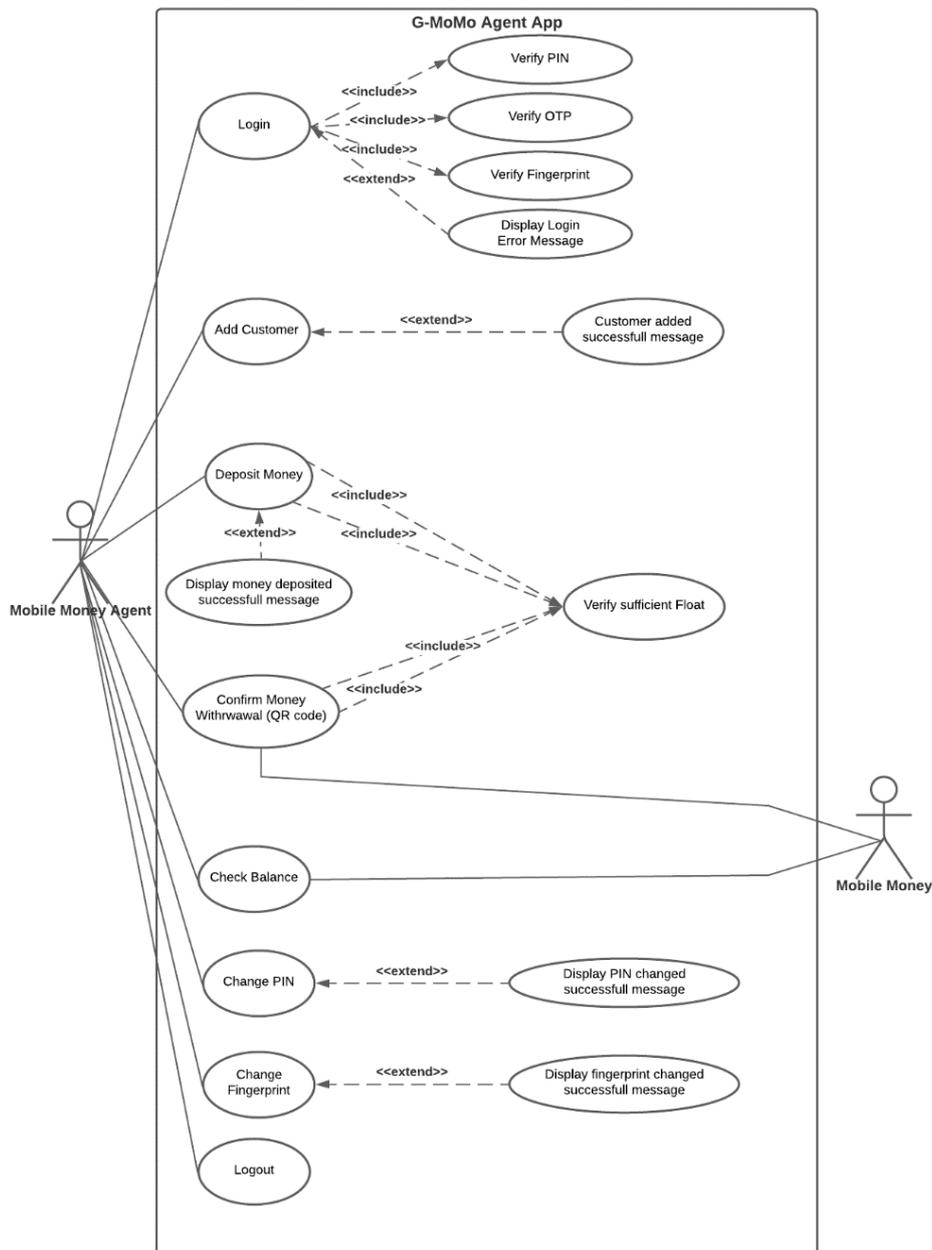 G-MoMo Agent App
Verify PIN
<<include>>
Login
<<include>>
Verify OTP
<<include>>
Verify Fingerprint
<<extend>>
Display Login
Error Message
Add Customer
<<extend>>
Customer added
successfull message
Deposit Money
<<include>>
<<extend>>
<<include>>
Display money deposited
successfull message
Mobile Money Agent
Verify sufficient Float
<<include>>
<<include>>
Confirm Money
Withrwawal (QR code)
Check Balance
Mobile Money
Change PIN
<<extend>>
Display PIN changed
successfull message
Change
Fingerprint
<<extend>>
Display fingerprint changed
successfull message
Logout